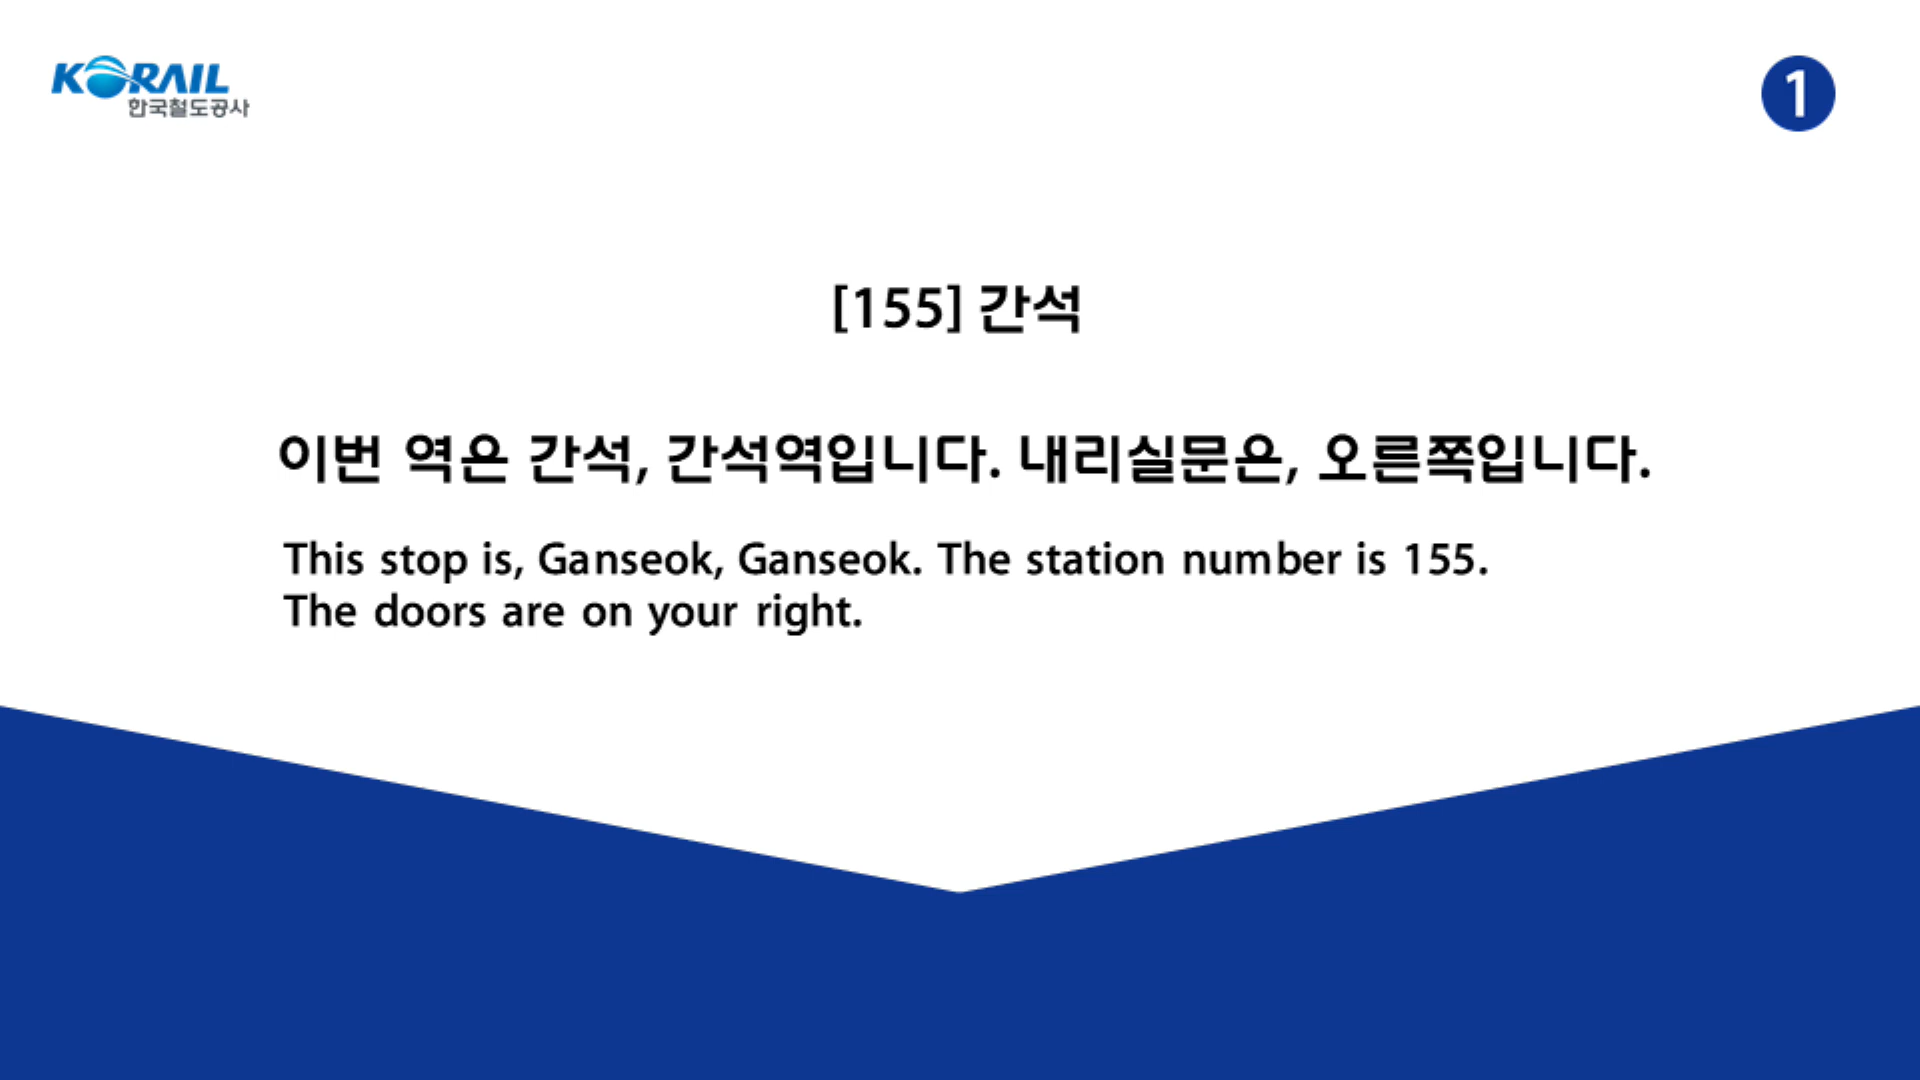 KORAIL
한국철도공사
1
[155] 간석
이번 역은 간석, 간석역입니다. 내리실문은, 오른쪽입니다.
This stop is, Ganseok, Ganseok. The station number is 155.
The doors are on your right.